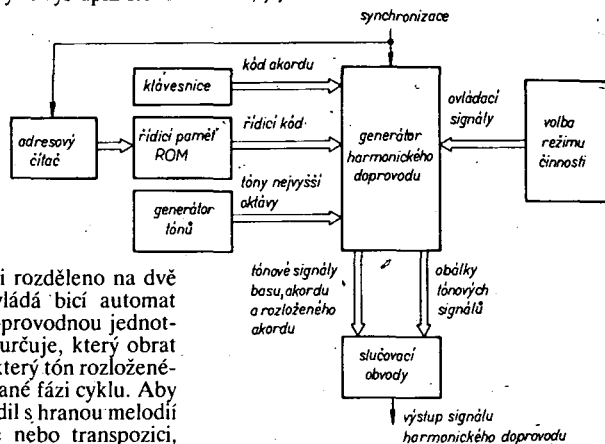 synchronizace
kód akordu
klávesnice
adresový
čítač
řídicí paměť
ROM
řídicí kód
generátor
harmonického
doprovodu
ovládací
signály
volba
režimu
činnosti
tóny nejvyšší
oktávy
generátor
tónů
tónové signály
basu, akordu
a rozloženého
akordu
obálky
tónových
signálů
slučovací
obvody
výstup signálu
harmonického doprovodu
i rozděleno na dvě
vládá bicí automat
-provodnou jednot-
určuje, který obrat
který tón rozložené-
ané fázi cyklu. Aby
dil s hranou melodií
nebo transpozici,